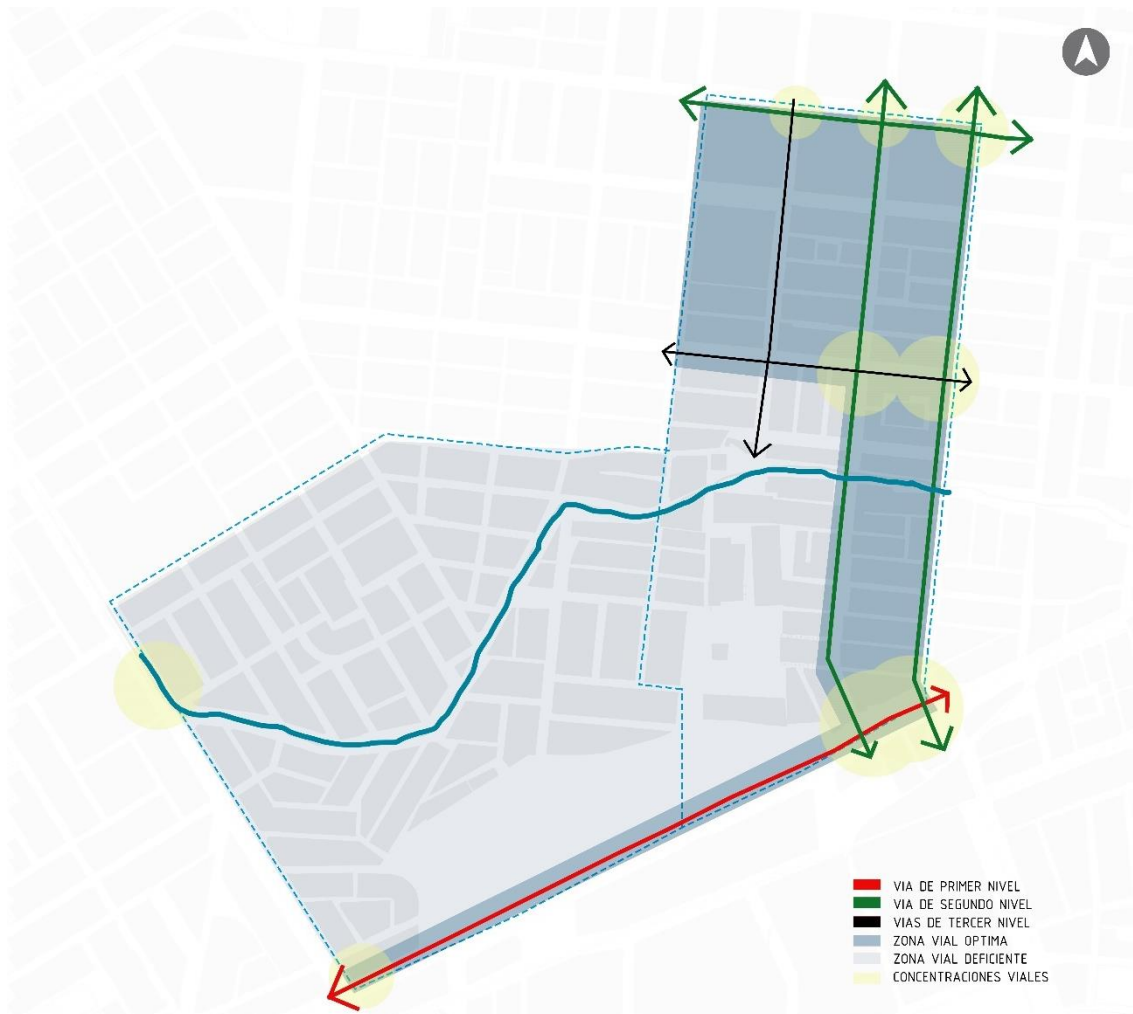 VIA DE PRIMER NIVEL
VIA DE SEGUNDO NIVEL
VIAS DE TERCER NIVEL
ZONA VIAL OPTIMA
ZONA VIAL DEFICIENTE
CONCENTRACIONES VIALES